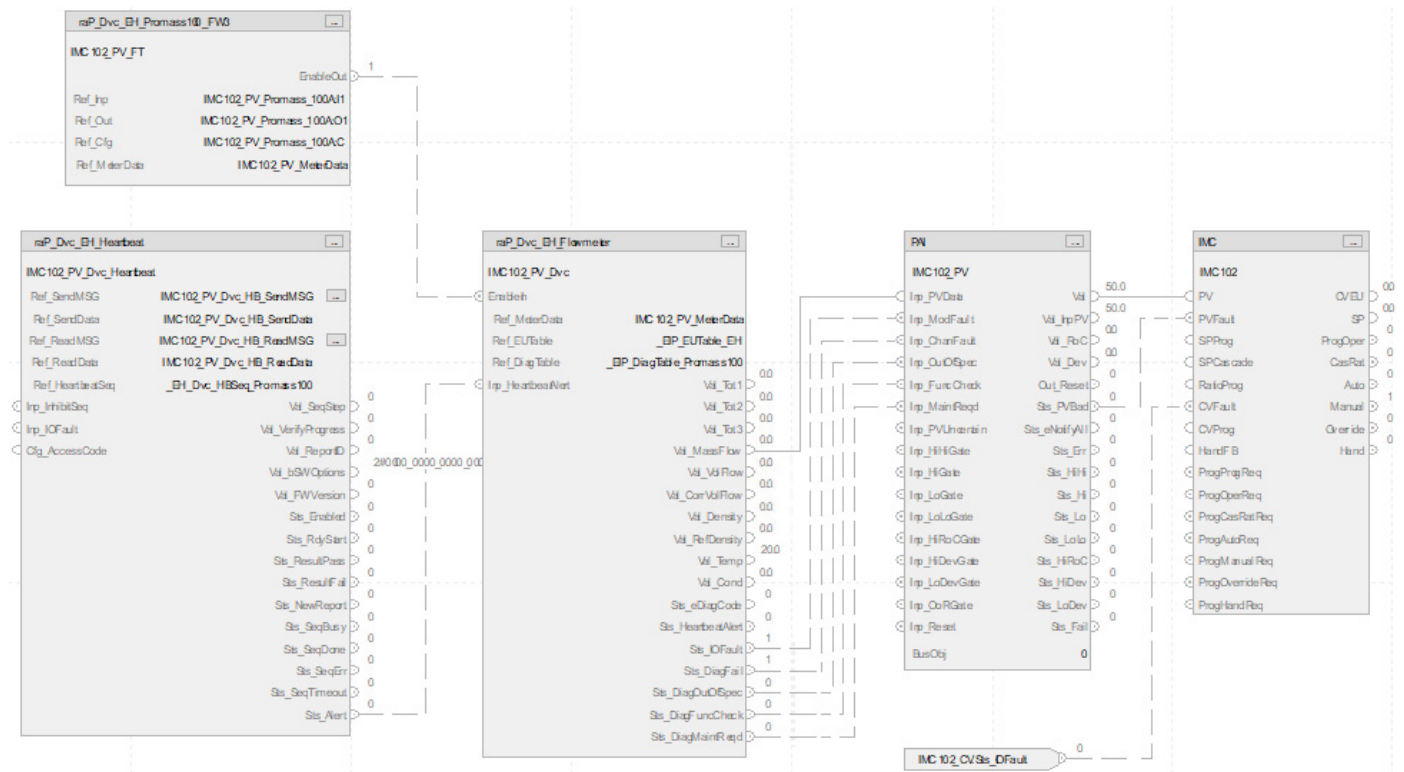 raP_Dvc_EH_Promass100_FW3 ...
IMC102_PV_FT
EnableOut 1
Ref_Inp IMC102_PV_Promass_100A:I1
Ref_Out IMC102_PV_Promass_100A:O1
Ref_Cfg IMC102_PV_Promass_100A:C
Ref_MeterData IMC102_PV_MeterData
raP_Dvc_EH_Heartbeat ...
IMC102_PV_Dvc_Heartbeat
Ref_SendMSG IMC102_PV_Dvc_HB_SendMSG ...
Ref_SendData IMC102_PV_Dvc_HB_SendData
Ref_ReadMSG IMC102_PV_Dvc_HB_ReadMSG ...
Ref_ReadData IMC102_PV_Dvc_HB_ReadData
Ref_HeartbeatSeq _EH_Dvc_HBSeq_Promass100
Inp_InhibitSeq Val_SeqStep 0
Inp_IOFault Val_VerifyProgress 0
Cfg_AccessCode Val_ReportID 0
Val_bSWOptions 2#0000_0000_0000_000
Val_FWVersion 0
Sts_Enabled 0
Sts_RdyStart 0
Sts_ResultPass 0
Sts_ResultFail 0
Sts_NewReport 0
Sts_SeqBusy 0
Sts_SeqDone 0
Sts_SeqErr 0
Sts_SeqTimeout 0
Sts_Alert 0
raP_Dvc_EH_Flowmeter ...
IMC102_PV_Dvc
EnableIn
Ref_MeterData IMC102_PV_MeterData
Ref_EUTable _EIP_EUTable_EH
Ref_DiagTable _EIP_DiagTable_Promass100
Inp_HeartbeatAlert Val_Tot1 0.0
Val_Tot2 0.0
Val_Tot3 0.0
Val_MassFlow 0.0
Val_VolFlow 0.0
Val_CorrVolFlow 0.0
Val_Density 0.0
Val_RefDensity 0.0
Val_Temp 20.0
Val_Cond 0.0
Sts_eDiagCode 0
Sts_HeartbeatAlert 0
Sts_IOFault 1
Sts_DiagFail 1
Sts_DiagOutOfSpec 0
Sts_DiagFuncCheck 0
Sts_DiagMaintReqd 0
PAI ...
IMC102_PV
Inp_PVData Val 50.0
Inp_ModFault Val_InpPV 50.0
Inp_ChanFault Val_RoC 0.0
Inp_OutOfSpec Val_Dev 0.0
Inp_FuncCheck Out_Reset 0
Inp_MaintReqd Sts_PVBad 0
Inp_PVUncertain Sts_eNotifyAll 0
Inp_HiHiGate Sts_Err 0
Inp_HiGate Sts_HiHi 0
Inp_LoGate Sts_Hi 0
Inp_LoLoGate Sts_Lo 0
Inp_HiRoCGate Sts_LoLo 0
Inp_HiDevGate Sts_HiRoC 0
Inp_LoDevGate Sts_HiDev 0
Inp_OoRGate Sts_LoDev 0
Inp_Reset Sts_Fail 0
BusObj 0
IMC ...
IMC102
PV CVEU 0.0
PVFault SP 0.0
SPProg ProgOper 0
SPCascade CasRat 0
RatioProg Auto 0
CVFault Manual 1
CVProg Override 0
HandFB Hand 0
ProgProgReq
ProgOperReq
ProgCasRatReq
ProgAutoReq
ProgManualReq
ProgOverrideReq
ProgHandReq
IMC102_CV.Sts_IOFault 0